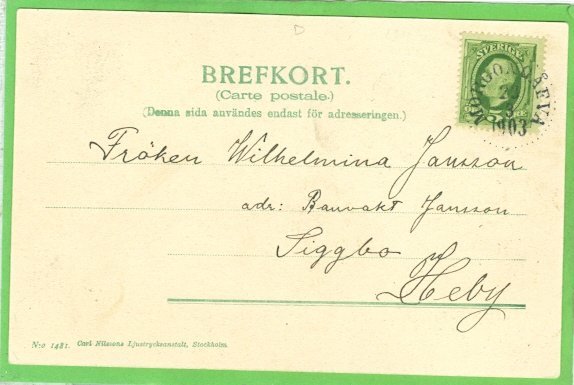 D
BREFKORT.
(Carte postale.)
(Denna sida användes endast för adresseringen.)
SVERIGE
MORGONGÅFVA
1903
Fröken Wilhelmina Jansson
adr: Banvakt Jansson
Siggbo
Heby
N:o 1481. Carl Nilssons Ljustrycksanstalt, Stockholm.